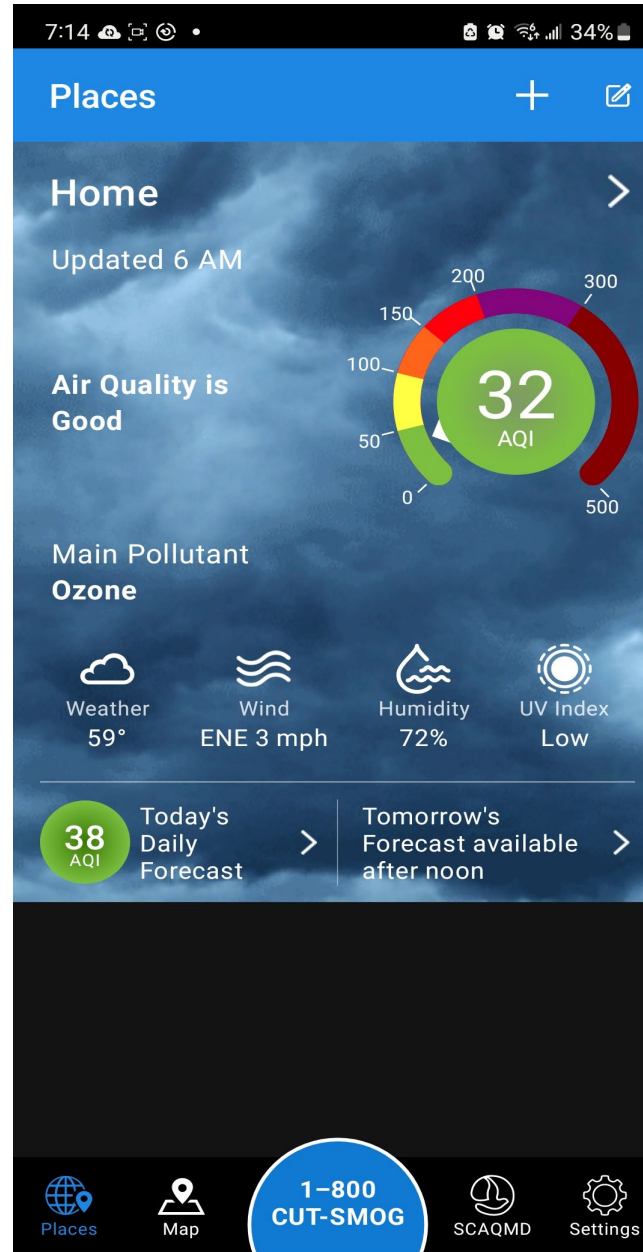 7:14
34%
Places
Home
Updated 6 AM
Air Quality is
Good
0
50
100
150
200
300
500
32
AQI
Main Pollutant
Ozone
Weather
59°
Wind
ENE 3 mph
Humidity
72%
UV Index
Low
38
AQI
Today's
Daily
Forecast
Tomorrow's
Forecast available
after noon
Places
Map
1-800
CUT-SMOG
SCAQMD
Settings